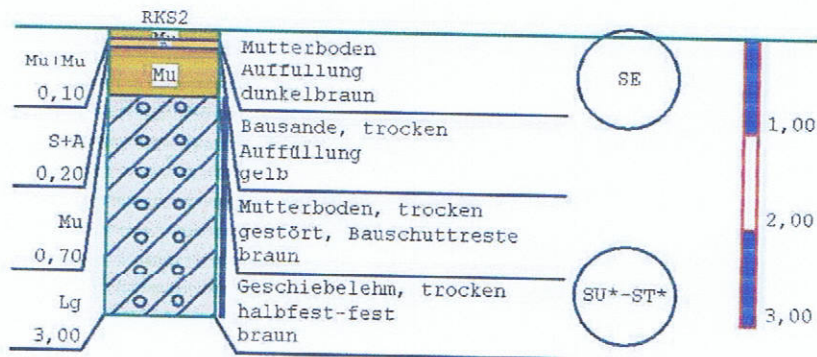 RKS2
Mu+Mu
0,10
S+A
0,20
Mu
0,70
Lg
3,00
Mu
Mu
Mutterboden
Auffüllung
dunkelbraun
Bausande, trocken
Auffüllung
gelb
Mutterboden, trocken
gestört, Bauschuttreste
braun
Geschiebelehm, trocken
halbfest-fest
braun
SE
SU*-ST*
1,00
2,00
3,00